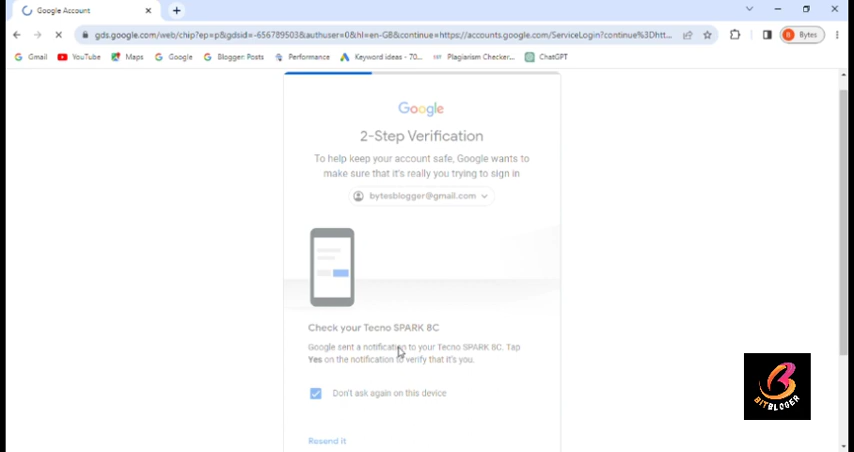 Google Account
gds.google.com/web/chip?ep=p&gdsid=-656789503&authuser=0&hl=en-GB&continue=https://accounts.google.com/ServiceLogin?continue%3Dhtt...
Bytes
Gmail
YouTube
Maps
Google
Blogger: Posts
Performance
Keyword ideas - 70...
Plagiarism Checker...
ChatGPT
Google
2-Step Verification
To help keep your account safe, Google wants to
make sure that it's really you trying to sign in
bytesblogger@gmail.com
Check your Tecno SPARK 8C
Google sent a notification to your Tecno SPARK 8C. Tap
Yes on the notification to verify that it's you.
Don't ask again on this device
Resend it
BITBLOGER